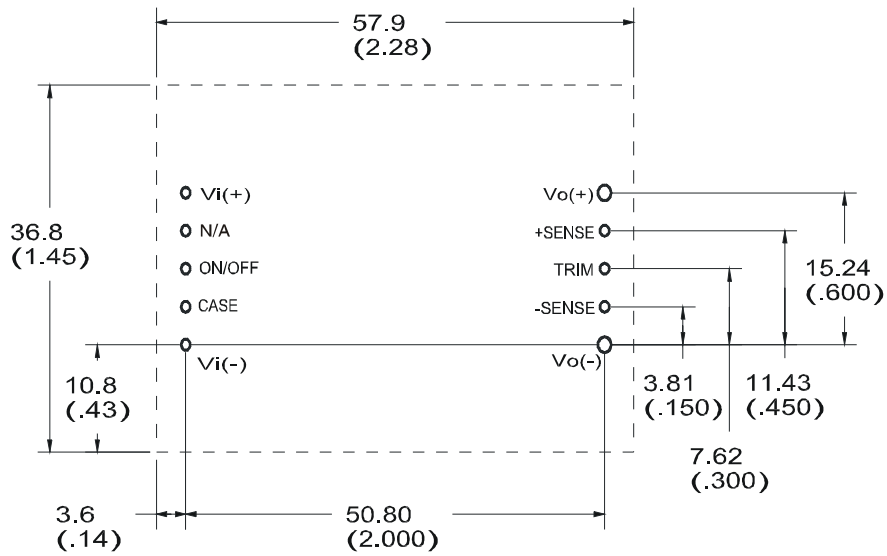 57.9
(2.28)
Vi(+)
Vo(+)
36.8
(1.45)
N/A
+SENSE
ON/OFF
TRIM
15.24
(.600)
CASE
-SENSE
Vi(-)
Vo(-)
10.8
(.43)
3.81
(.150)
11.43
(.450)
7.62
(.300)
3.6
(.14)
50.80
(2.000)